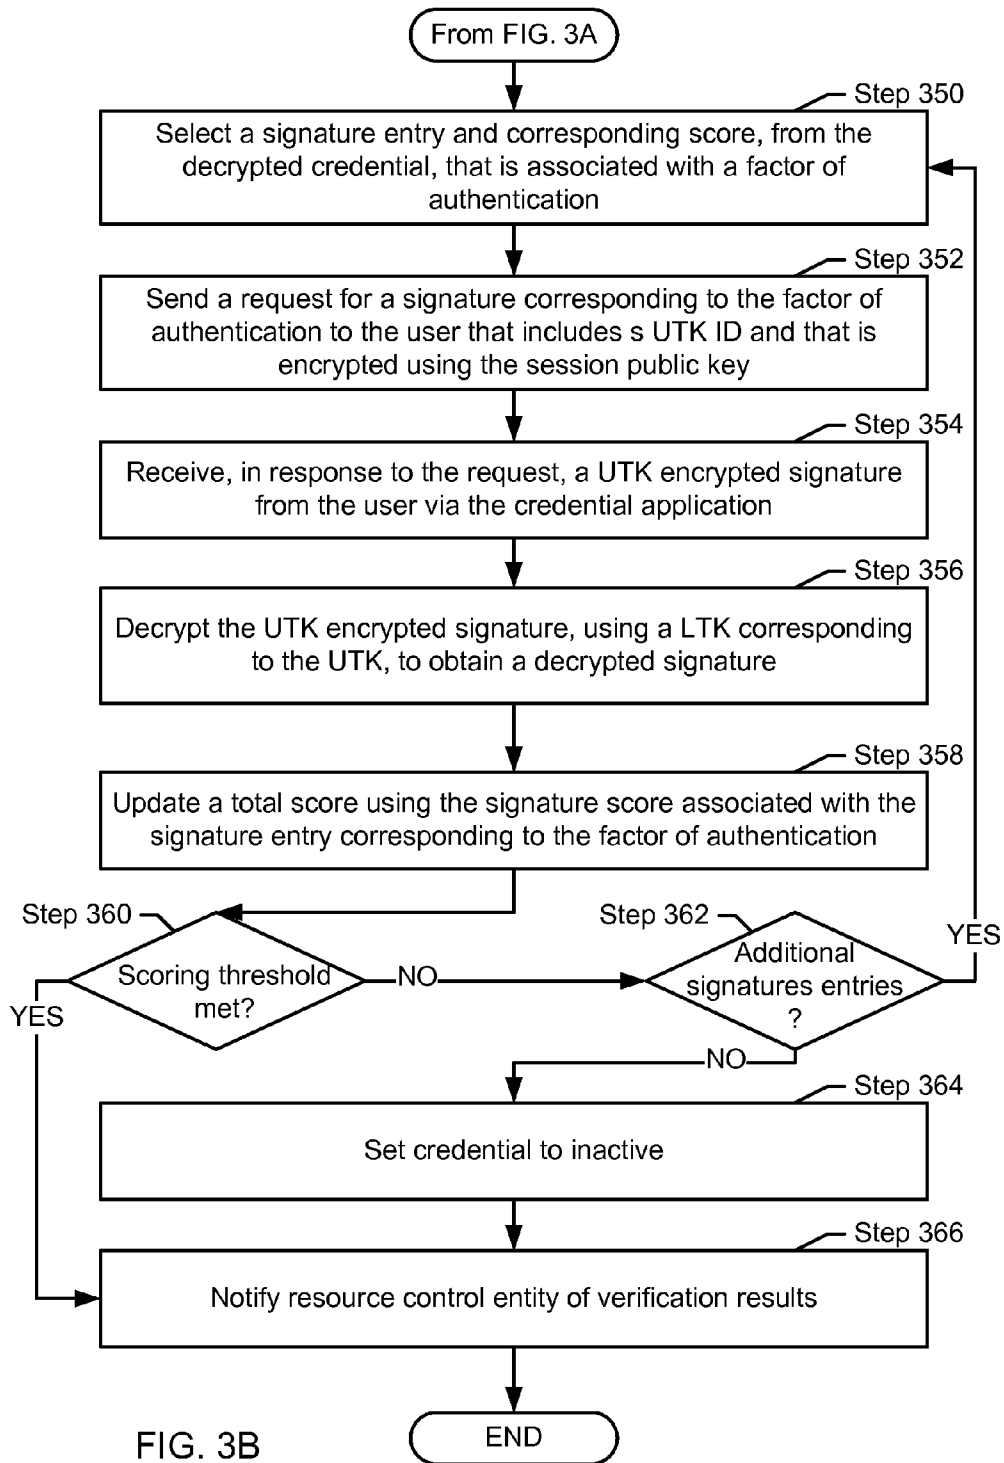 From FIG. 3A
Step 350
Select a signature entry and corresponding score, from the
decrypted credential, that is associated with a factor of
authentication
Step 352
Send a request for a signature corresponding to the factor of
authentication to the user that includes s UTK ID and that is
encrypted using the session public key
Step 354
Receive, in response to the request, a UTK encrypted signature
from the user via the credential application
Step 356
Decrypt the UTK encrypted signature, using a LTK corresponding
to the UTK, to obtain a decrypted signature
Step 358
Update a total score using the signature score associated with the
signature entry corresponding to the factor of authentication
Step 360
Scoring threshold
met?
YES
NO
Step 362
Additional
signatures entries
?
YES
NO
Step 364
Set credential to inactive
Step 366
Notify resource control entity of verification results
END
FIG. 3B